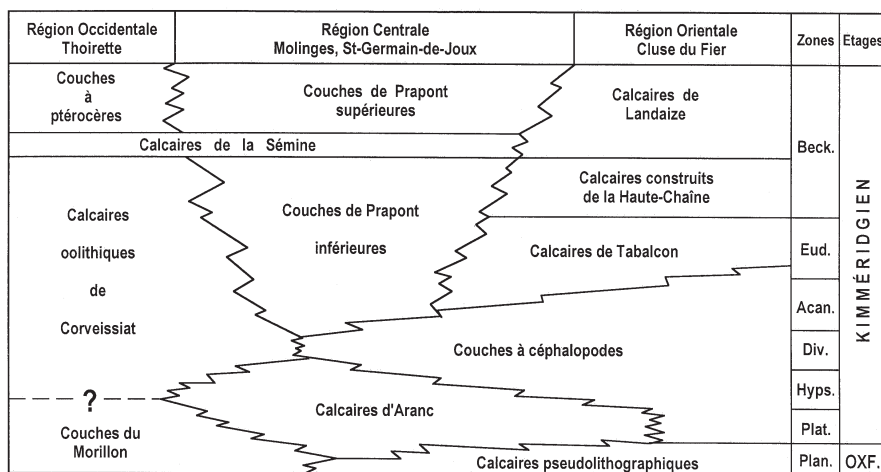 Région Occidentale
Thoirette
Région Centrale
Molinges, St-Germain-de-Joux
Région Orientale
Cluse du Fier
Zones
Etages
Couches
à
ptérocères
Couches de Prapont
supérieures
Calcaires de
Landaize
Calcaires de la Sémine
Beck.
Calcaires construits
de la Haute-Chaîne
Calcaires
oolithiques
de
Corveissiat
Couches de Prapont
inférieures
Calcaires de Tabalcon
Eud.
Acan.
Couches à céphalopodes
Div.
Hyps.
?
Calcaires d'Aranc
Plat.
Couches du
Morillon
Calcaires pseudolithographiques
Plan.
OXF.
KIMMÉRIDGIEN